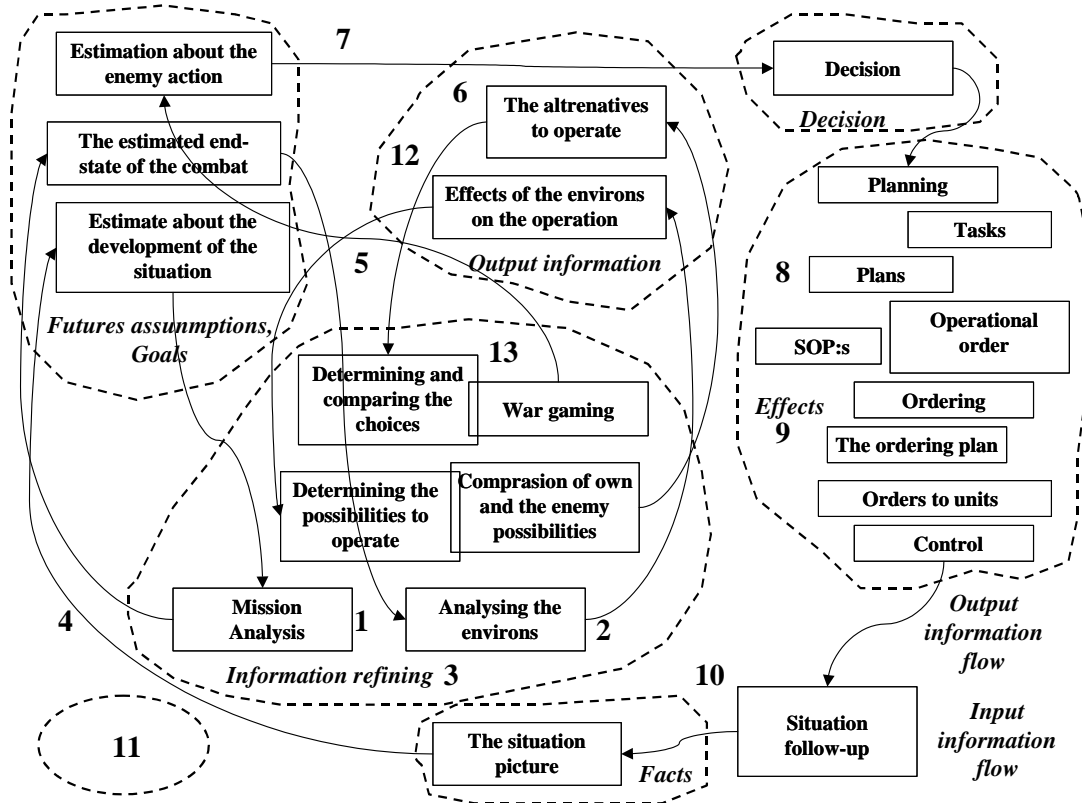 7
Estimation about the
enemy action
Decision
Decision
6
The altrenatives
to operate
The estimated end-
state of the combat
12
Effects of the environs
on the operation
Planning
Tasks
Estimate about the
development of the
situation
5
Output information
8
Plans
Futures assunmptions,
Goals
Operational
order
SOP:s
13
Determining and
comparing the
choices
War gaming
Effects
Ordering
9
The ordering plan
Determining the
possibilities to
operate
Comprasion of own
and the enemy
possibilities
Orders to units
Control
4
Mission
Analysis
1
Analysing the
environs
2
Output
information
flow
Information refining
3
10
11
The situation
picture
Facts
Situation
follow-up
Input
information
flow